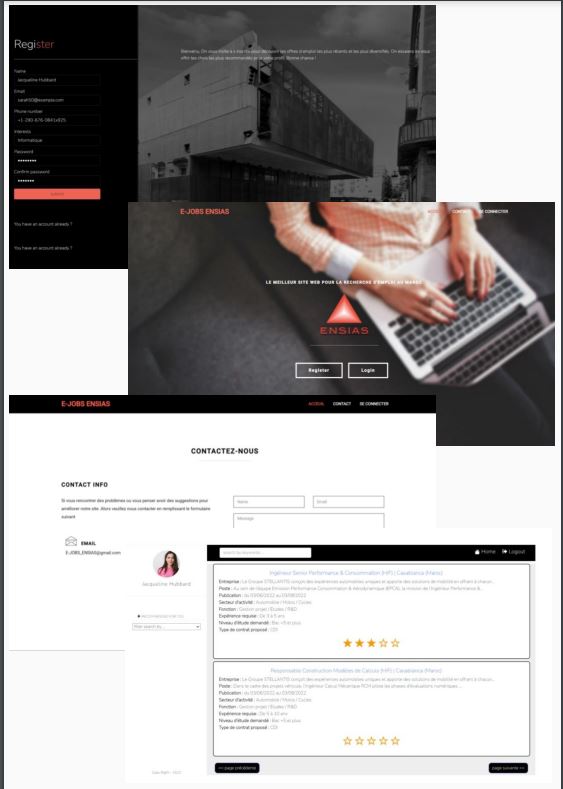 Register
Bienvenu, On vous invite à s'inscrire pour découvrir les offres d'emploi les plus récents et les plus diversifiés, On essaiera de vous
offrir les choix les plus recommandés pour votre profil. Bonne chance !
Name
Jacqueline Hubbard
Email
sarah50@example.com
Phone number
+1-290-876-0841x925
Interests
Informatique
Password
Confirm password
SUBMIT
You have an account already ?
You have an account already ?
E-JOBS ENSIAS
ACCEUIL CONTACT SE CONNECTER
LE MEILLEUR SITE WEB POUR LA RECHERCHE D'EMPLOI AU MAROC
ENSIAS
Register Login
E-JOBS ENSIAS ACCEUIL CONTACT SE CONNECTER
CONTACTEZ-NOUS
CONTACT INFO
Si vous rencontrer des problèmes ou vous penser avoir des suggestions pour
améliorer notre site. Alors veuillez nous contacter en remplissant le formulaire
suivant
Name Email
Message
EMAIL
E-JOBS_ENSIAS@gmail.com
Jacqueline Hubbard
RECOMMENDED FOR YOU
Filter search by ...
search by keywords... Home Logout
Ingénieur Senior Performance & Consommation (H/F) | Casablanca (Maroc)
Entreprise : Le Groupe STELLANTIS conçoit des expériences automobiles uniques et apporte des solutions de mobilité en offrant à chacun...
Poste : Au sein de l'équipe Emission Performance Consommation & Aérodynamique (EPCA), la mission de l'Ingénieur Performance &...
Publication : du 03/06/2022 au 03/08/2022
Secteur d'activité : Automobile / Motos / Cycles
Fonction : Gestion projet / Etudes / R&D
Expérience requise : De 3 à 5 ans
Niveau d'étude demandé : Bac +5 et plus
Type de contrat proposé : CDI
Responsable Construction Modèles de Calculs (H/F) | Casablanca (Maroc)
Entreprise : Le Groupe STELLANTIS conçoit des expériences automobiles uniques et apporte des solutions de mobilité en offrant à chacun...
Poste : Dans le cadre des projets véhicule, l'Ingénieur Calcul Mécanique RCM pilote les phases d'évaluations numériques ...
Publication : du 03/06/2022 au 03/08/2022
Secteur d'activité : Automobile / Motos / Cycles
Fonction : Gestion projet / Etudes / R&D
Expérience requise : De 5 à 10 ans
Niveau d'étude demandé : Bac +5 et plus
Type de contrat proposé : CDI
<< page précédente page suivante >>